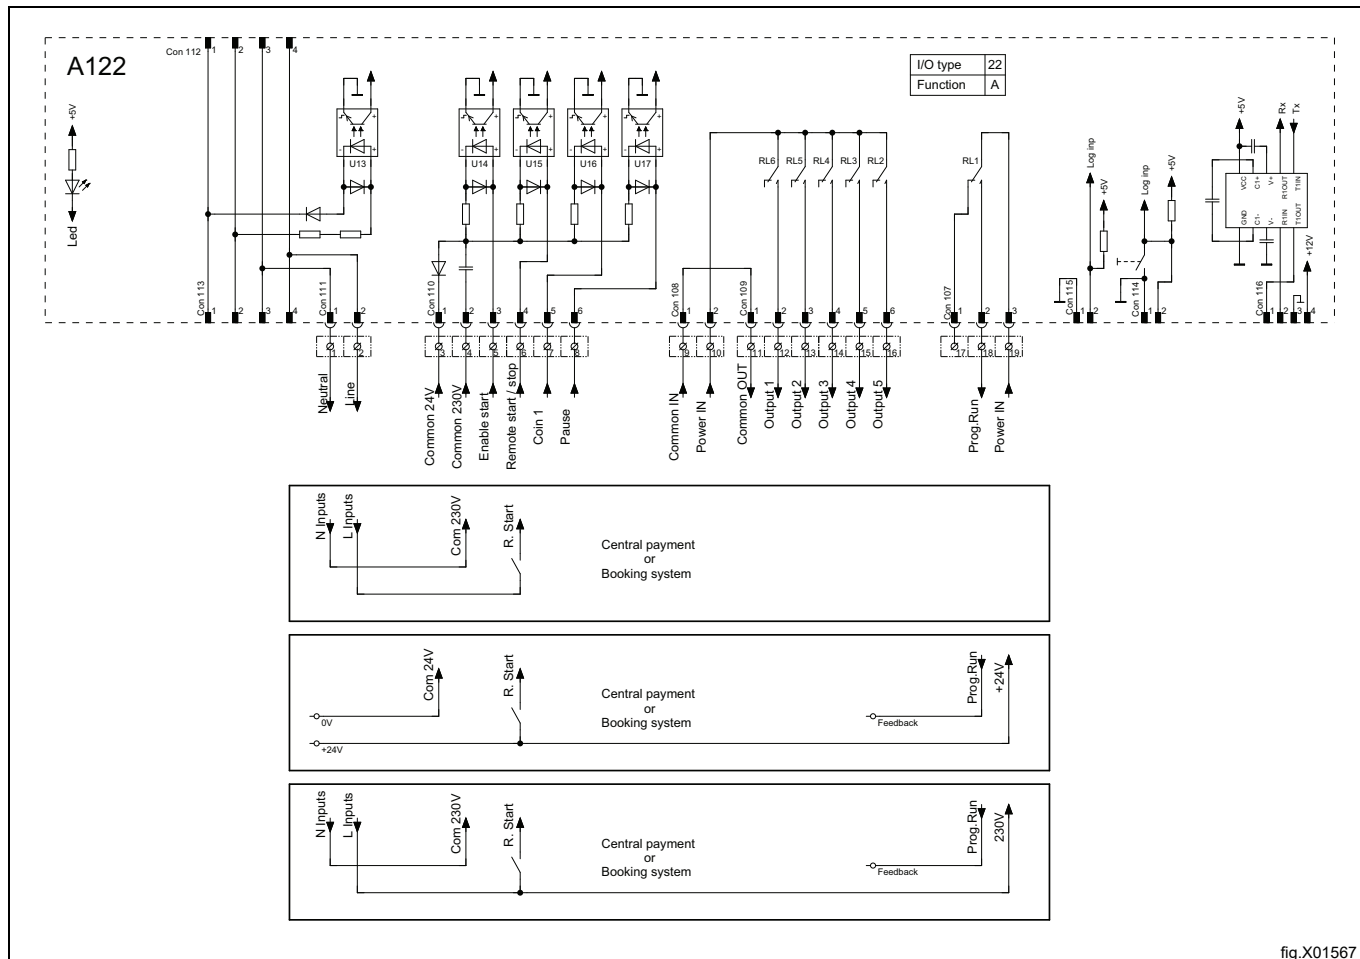 A122
I/O type 22
Function A
Con 112 1 2 3 4
+5V
Led
U13
U14
U15
U16
U17
- +
- +
- +
- +
- +
RL6
RL5
RL4
RL3
RL2
RL1
Log inp
+5V
Log inp
+5V
+5V
Rx
Tx
VCC
C1+
V+
R1OUT
T1IN
GND
C1-
V-
R1IN
T1OUT
+12V
Con 113 1 2 3 4
Con 111 1 2
Con 110 1 2 3 4 5 6
Con 108 1 2
Con 109 1 2 3 4 5 6
Con 107 1 2 3
Con 115 1 2
Con 114 1 2
Con 116 1 2 3 4
1 2 3 4 5 6 7 8 9 10 11 12 13 14 15 16 17 18 19
Neutral
Line
Common 24V
Common 230V
Enable start
Remote start / stop
Coin 1
Pause
Common IN
Power IN
Common OUT
Output 1
Output 2
Output 3
Output 4
Output 5
Prog.Run
Power IN
N Inputs
L Inputs
Com 230V
R. Start
Central payment
or
Booking system
Com 24V
R. Start
Central payment
or
Booking system
Prog.Run
+24V
0V
+24V
Feedback
N Inputs
L Inputs
Com 230V
R. Start
Central payment
or
Booking system
Prog.Run
230V
Feedback
fig.X01567